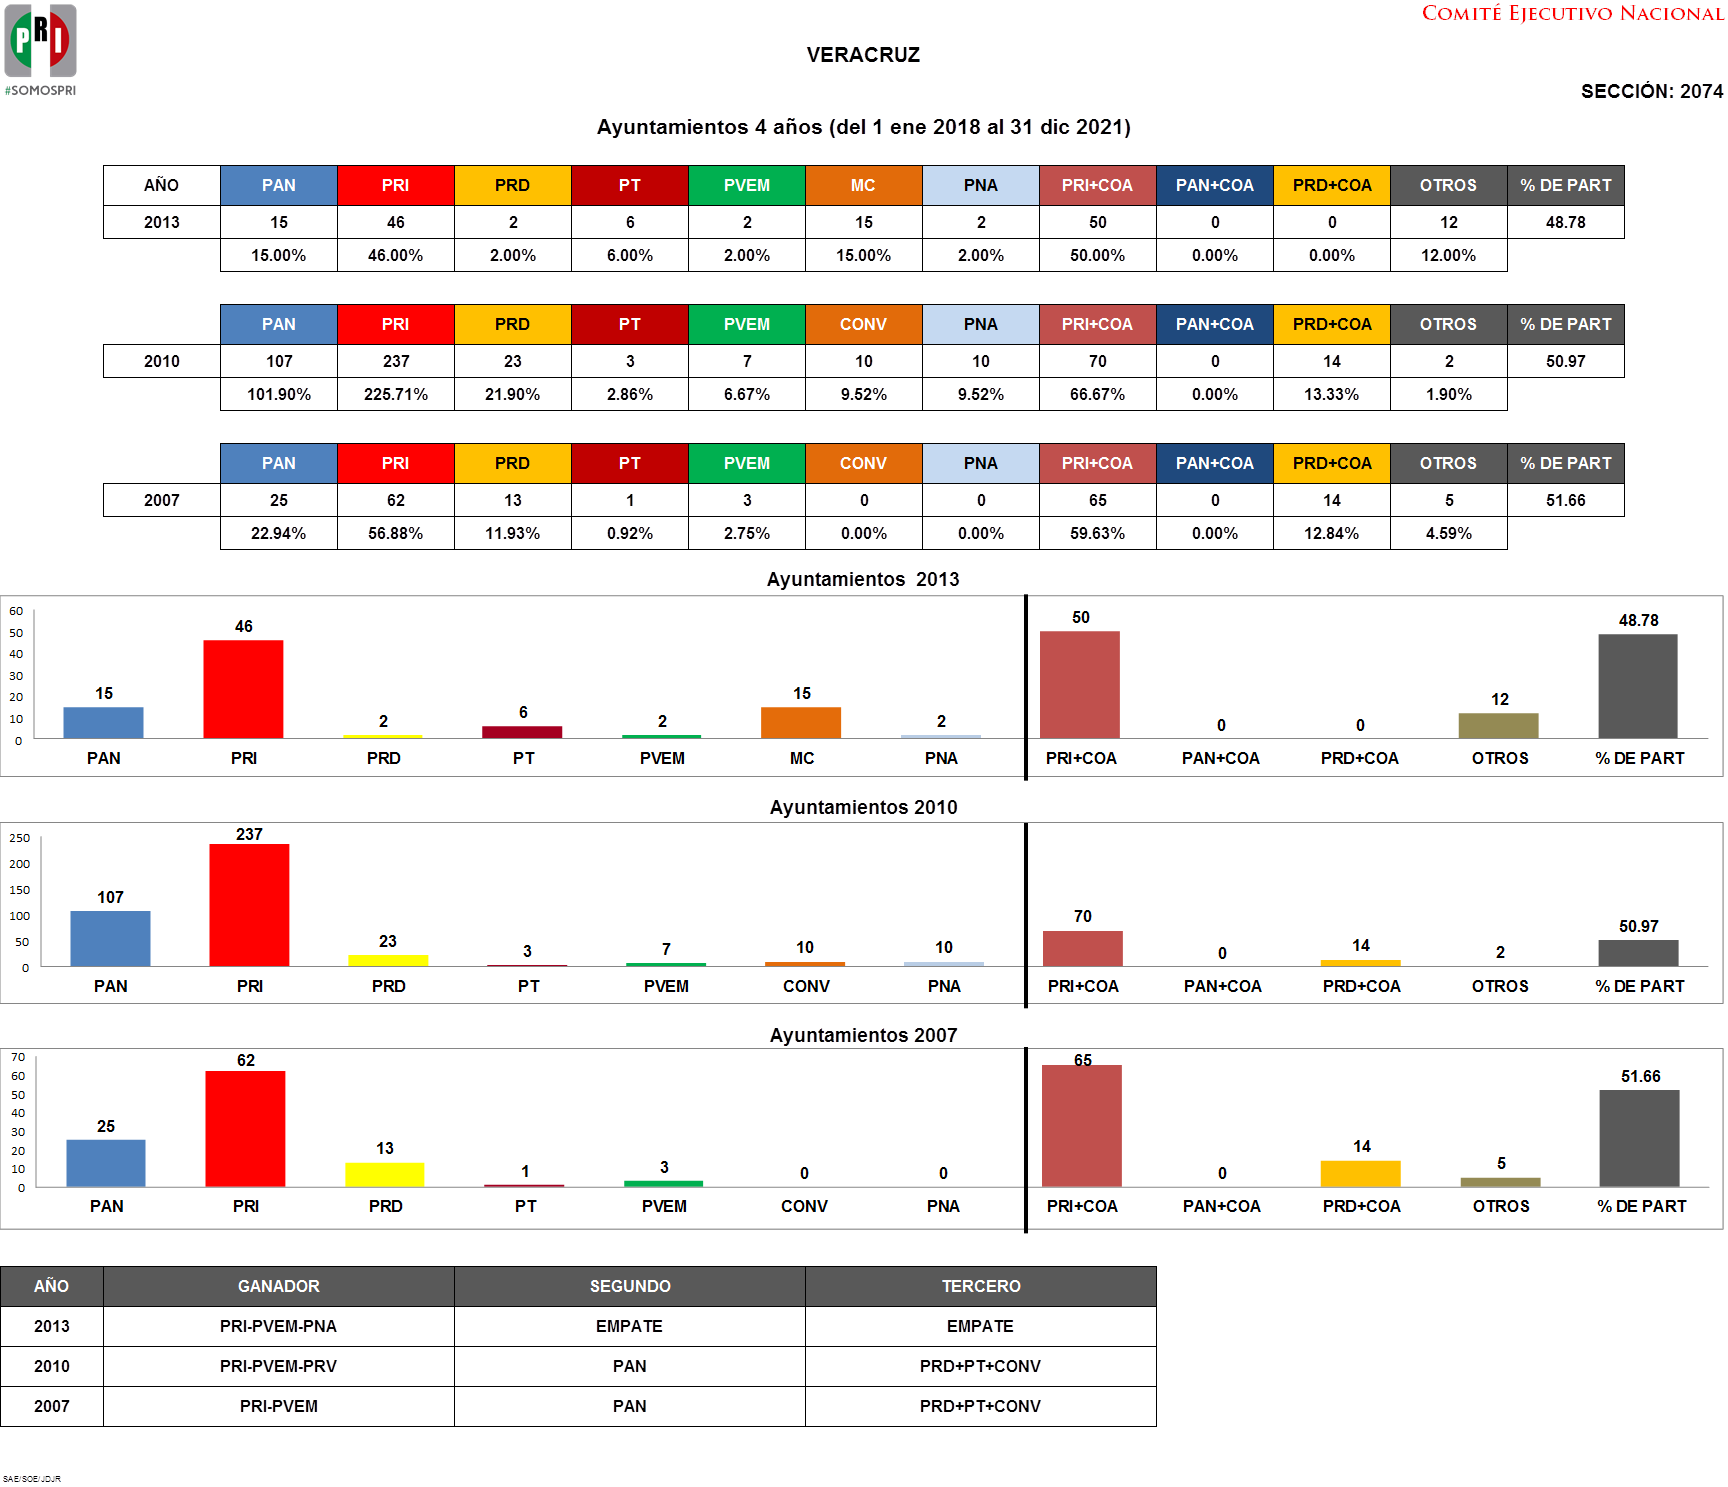 PRI
#SOMOSPRI
COMITÉ EJECUTIVO NACIONAL
VERACRUZ
SECCIÓN: 2074
Ayuntamientos 4 años (del 1 ene 2018 al 31 dic 2021)
AÑO PAN PRI PRD PT PVEM MC PNA PRI+COA PAN+COA PRD+COA OTROS % DE PART
2013 15 46 2 6 2 15 2 50 0 0 12 48.78
15.00% 46.00% 2.00% 6.00% 2.00% 15.00% 2.00% 50.00% 0.00% 0.00% 12.00%
PAN PRI PRD PT PVEM CONV PNA PRI+COA PAN+COA PRD+COA OTROS % DE PART
2010 107 237 23 3 7 10 10 70 0 14 2 50.97
101.90% 225.71% 21.90% 2.86% 6.67% 9.52% 9.52% 66.67% 0.00% 13.33% 1.90%
PAN PRI PRD PT PVEM CONV PNA PRI+COA PAN+COA PRD+COA OTROS % DE PART
2007 25 62 13 1 3 0 0 65 0 14 5 51.66
22.94% 56.88% 11.93% 0.92% 2.75% 0.00% 0.00% 59.63% 0.00% 12.84% 4.59%
Ayuntamientos 2013
60
50
40
30
20
10
0
15 46 2 6 2 15 2 50 0 0 12 48.78
PAN PRI PRD PT PVEM MC PNA PRI+COA PAN+COA PRD+COA OTROS % DE PART
Ayuntamientos 2010
250
200
150
100
50
0
107 237 23 3 7 10 10 70 0 14 2 50.97
PAN PRI PRD PT PVEM CONV PNA PRI+COA PAN+COA PRD+COA OTROS % DE PART
Ayuntamientos 2007
70
60
50
40
30
20
10
0
25 62 13 1 3 0 0 65 0 14 5 51.66
PAN PRI PRD PT PVEM CONV PNA PRI+COA PAN+COA PRD+COA OTROS % DE PART
AÑO GANADOR SEGUNDO TERCERO
2013 PRI-PVEM-PNA EMPATE EMPATE
2010 PRI-PVEM-PRV PAN PRD+PT+CONV
2007 PRI-PVEM PAN PRD+PT+CONV
SAE/SOE/JDJR